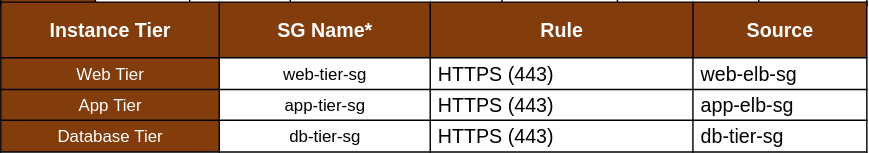 Instance Tier SG Name* Rule Source
Web Tier web-tier-sg HTTPS (443) web-elb-sg
App Tier app-tier-sg HTTPS (443) app-elb-sg
Database Tier db-tier-sg HTTPS (443) db-tier-sg